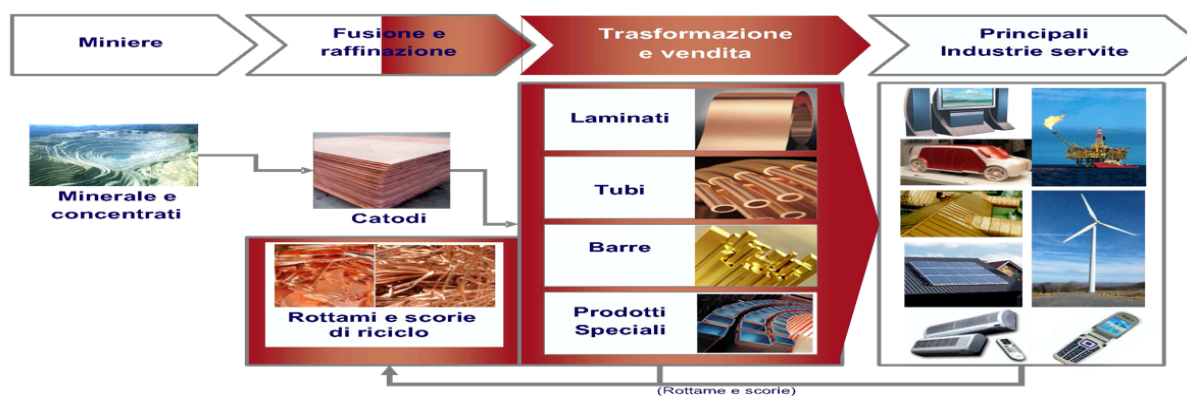 Miniere
Fusione e
raffinazione
Trasformazione
e vendita
Principali
Industrie servite
Minerale e
concentrati
Catodi
Rottami e scorie
di riciclo
Laminati
Tubi
Barre
Prodotti
Speciali
(Rottame e scorie)